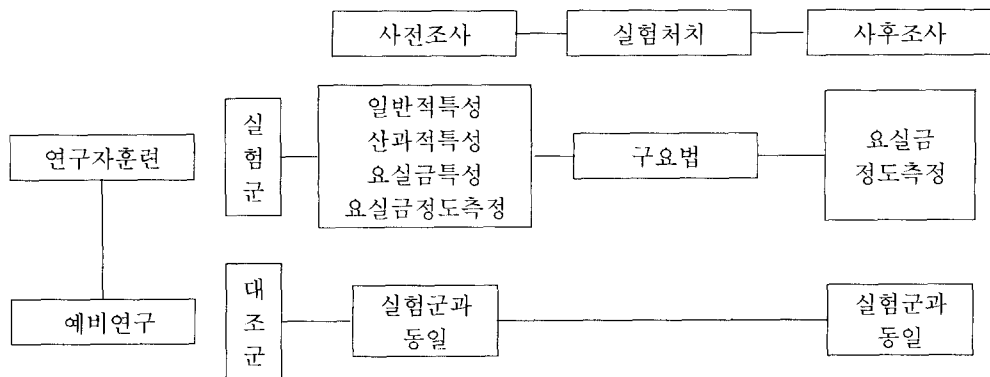 사전조사
실험처치
사후조사
연구자훈련
예비연구
실
험
군
일반적특성
산과적특성
요실금특성
요실금정도측정
구요법
요실금
정도측정
대
조
군
실험군과
동일
실험군과
동일